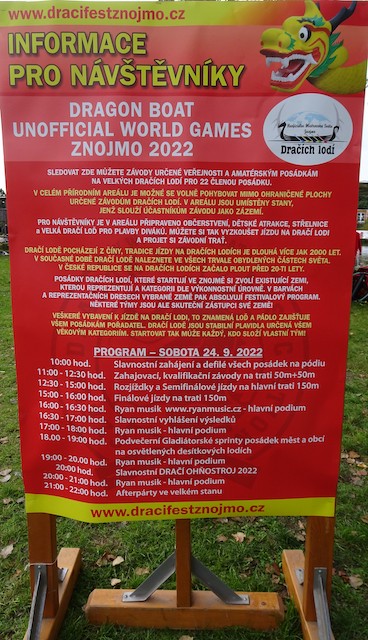 www.dracifestznojmo.cz
INFORMACE
PRO NÁVŠTĚVNÍKY
DRAGON BOAT
UNOFFICIAL WORLD GAMES
ZNOJMO 2022
Dračích lodí
SLEDOVAT ZDE MŮŽETE ZÁVODY URČENÉ VEŘEJNOSTI A AMATÉRSKÝM POSÁDKÁM
NA VELKÝCH DRAČÍCH LODÍ PRO 22 ČLENOU POSÁDKU.
V CELÉM PŘÍRODNÍM AREÁLU JE MOŽNÉ SE VOLNĚ POHYBOVAT MIMO OHRANIČENÉ PLOCHY
URČENÉ ZÁVODŮM DRAČÍCH LODÍ. V AREÁLU JSOU UMÍSTĚNY STANY,
JENŽ SLOUŽÍ ÚČASTNÍKŮM ZÁVODU JAKO ZÁZEMÍ.
PRO NÁVŠTĚVNÍKY JE V AREÁLU PŘIPRAVENO OBČERSTVENÍ, DĚTSKÉ ATRAKCE, STŘELNICE
A VELKÁ DRAČÍ LOĎ PRO PLAVBY DIVÁKŮ. MŮŽETE SI TAK VYZKOUŠET JÍZDU NA DRAČÍ LODI
A PROJET SI ZÁVODNÍ TRAŤ.
DRAČÍ LODĚ POCHÁZEJÍ Z ČÍNY, TRADICE JÍZDY NA DRAČÍCH LODÍCH JE DLOUHÁ VÍCE JAK 2000 LET.
V SOUČASNÉ DOBĚ DRAČÍ LODĚ NALEZNETE VE VŠECH TRVALE OBYDLENÝCH ČÁSTECH SVĚTA.
V ČESKÉ REPUBLICE SE NA DRAČÍCH LODÍCH ZAČALO PLOUT PŘED 20-TI LETY.
POSÁDKY DRAČÍCH LODÍ, KTERÉ STARTUJÍ VE ZNOJMĚ SI ZVOLÍ EXISTUJÍCÍ ZEMI,
KTEROU REPREZENTUJÍ A KATEGORII DLE VÝKONNOSTNÍ ÚROVNĚ. V BARVÁCH
A REPREZENTAČNÍCH DRESECH VYBRANÉ ZEMĚ PAK ABSOLVUJÍ FESTIVALOVÝ PROGRAM.
NĚKTERÉ TÝMY JSOU ALE SKUTEČNÍ ZÁSTUPCI SVÉ ZEMĚ!
VEŠKERÉ VYBAVENÍ K JÍZDĚ NA DRAČÍ LODI, TO ZNAMENÁ LOĎ A PÁDLO ZAJIŠŤUJE
VŠEM POSÁDKÁM POŘADATEL. DRAČÍ LODĚ JSOU STABILNÍ PLAVIDLA URČENÁ VŠEM
VĚKOVÝM KATEGORIÍM. STARTOVAT TAK MŮŽE KAŽDÝ, KDO SLOŽÍ VLASTNÍ TÝM!
PROGRAM – SOBOTA 24. 9. 2022
10:00 hod. Slavnostní zahájení a defilé všech posádek na pódiu
11:00 - 12:30 hod. Zahajovací, kvalifikační závody na trati 50m+50m
12:30 - 15:00 hod. Rozjížďky a Semifinálové jízdy na hlavní trati 150m
15:00 - 16:00 hod. Finálové jízdy na trati 150m
16:00 - 16:30 hod. Ryan musik www.ryanmusic.cz - hlavní podium
16:30 - 17:00 hod. Slavnostní vyhlášení výsledků
17:00 - 18:00 hod. Ryan musik - hlavní podium
18.00 - 19:00 hod. Podvečerní Gladiátorské sprinty posádek měst a obcí
na osvětlených desítkových lodích
19:00 - 20.00 hod. Ryan musik - hlavní podium
20:00 hod. Slavnostní DRAČÍ OHŇOSTROJ 2022
20:00 - 21:00 hod. Ryan musik - hlavní podium
21:00 - 22:00 hod. Afterpárty ve velkém stanu
www.dracifestznojmo.cz